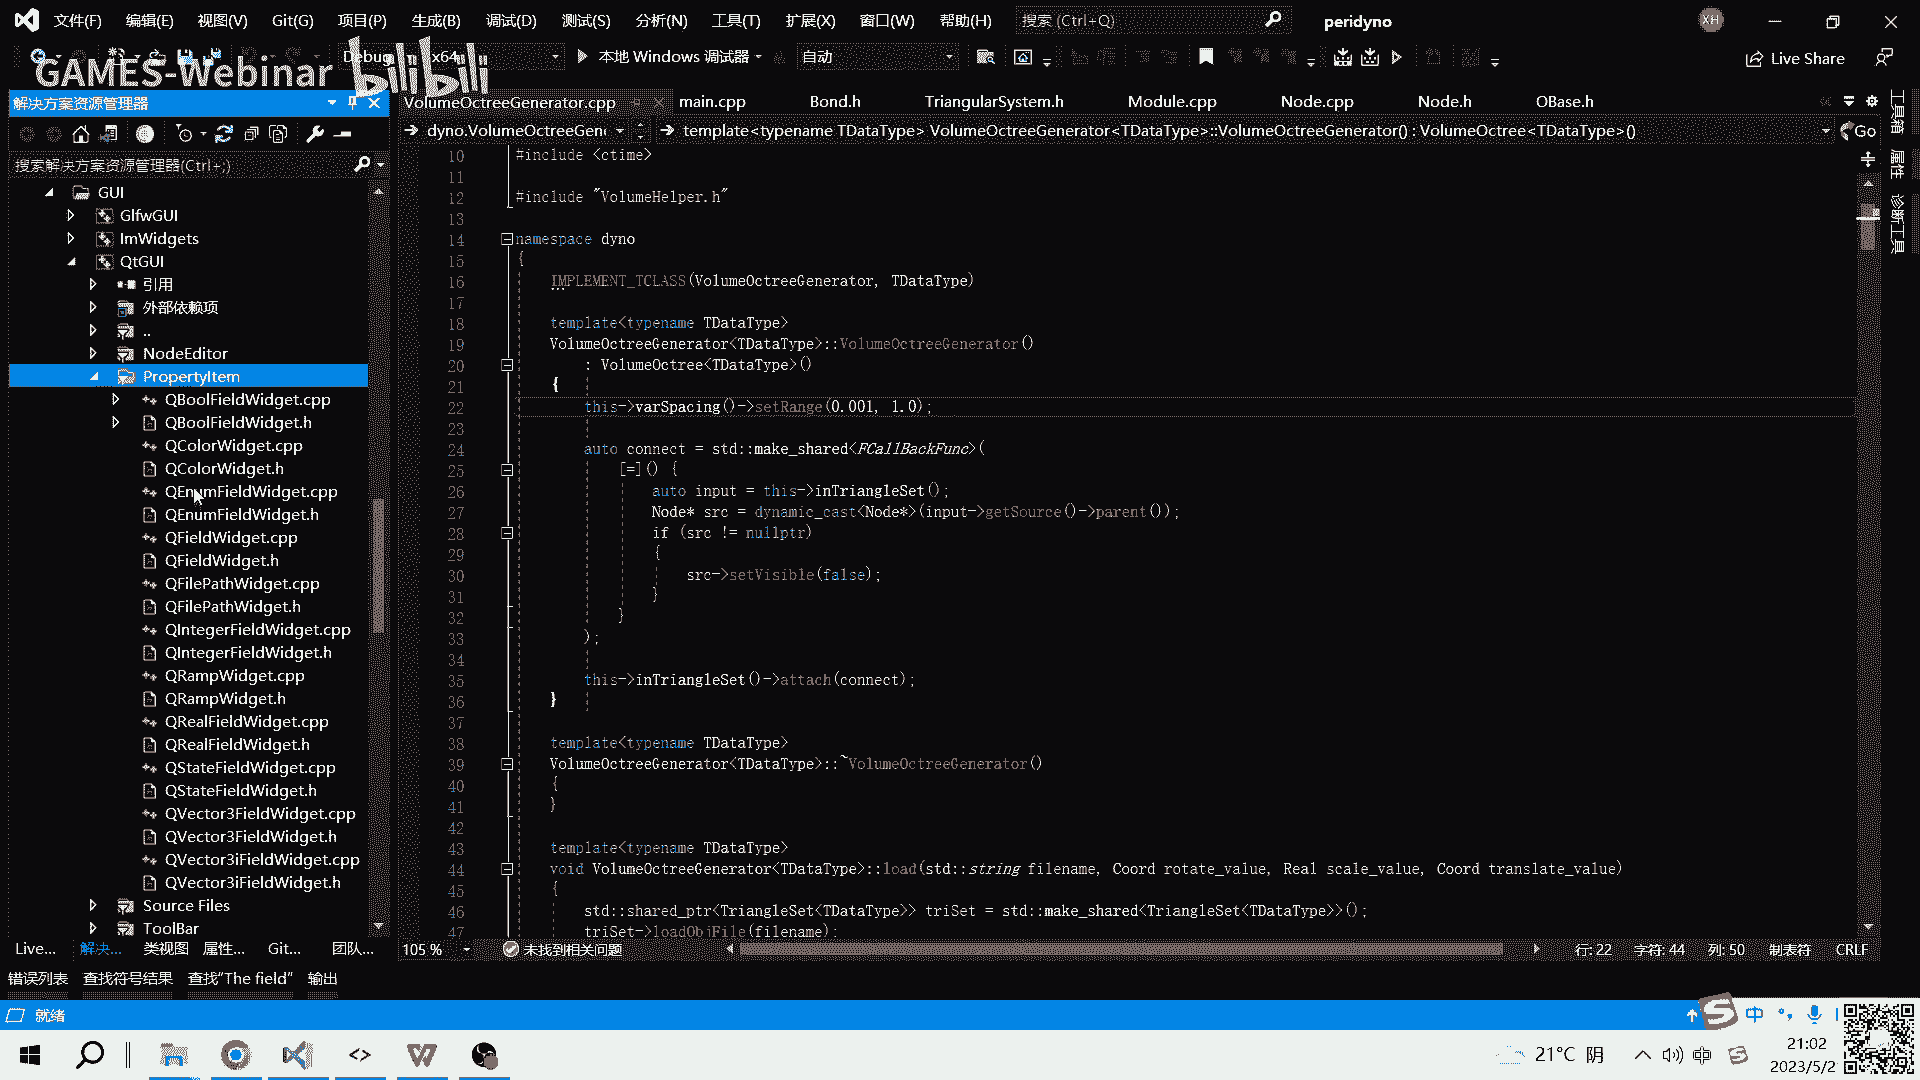 文件(F) 编辑(E) 视图(V) Git(G) 项目(P) 生成(B) 调试(D) 测试(S) 分析(N) 工具(T) 扩展(X) 窗口(W) 帮助(H) 搜索 (Ctrl+Q) peridyno XH
Debug x64 本地 Windows 调试器 自动 Live Share
GAMES-Webinar bilibili
解决方案资源管理器
VolumeOctreeGenerator.cpp main.cpp Bond.h TriangularSystem.h Module.cpp Node.cpp Node.h OBase.h
dyno.VolumeOctreeGen template<typename TDataType> VolumeOctreeGenerator<TDataType>::VolumeOctreeGenerator() : VolumeOctree<TDataType>() Go
搜索解决方案资源管理器(Ctrl+;)
GUI
GlfwGUI
ImWidgets
QtGUI
引用
外部依赖项
..
NodeEditor
PropertyItem
QBoolFieldWidget.cpp
QBoolFieldWidget.h
QColorWidget.cpp
QColorWidget.h
QEnumFieldWidget.cpp
QEnumFieldWidget.h
QFieldWidget.cpp
QFieldWidget.h
QFilePathWidget.cpp
QFilePathWidget.h
QIntegerFieldWidget.cpp
QIntegerFieldWidget.h
QRampWidget.cpp
QRampWidget.h
QRealFieldWidget.cpp
QRealFieldWidget.h
QStateFieldWidget.cpp
QStateFieldWidget.h
QVector3FieldWidget.cpp
QVector3FieldWidget.h
QVector3iFieldWidget.cpp
QVector3iFieldWidget.h
Source Files
ToolBar
10 #include <ctime>
11
12 #include "VolumeHelper.h"
13
14 namespace dyno
15 {
16 IMPLEMENT_TCLASS(VolumeOctreeGenerator, TDataType)
17
18 template<typename TDataType>
19 VolumeOctreeGenerator<TDataType>::VolumeOctreeGenerator()
20 : VolumeOctree<TDataType>()
21 {
22 this->varSpacing()->setRange(0.001, 1.0);
23
24 auto connect = std::make_shared<FCallBackFunc>(
25 [=]() {
26 auto input = this->inTriangleSet();
27 Node* src = dynamic_cast<Node*>(input->getSource()->parent());
28 if (src != nullptr)
29 {
30 src->setVisible(false);
31 }
32 }
33 );
34
35 this->inTriangleSet()->attach(connect);
36 }
37
38 template<typename TDataType>
39 VolumeOctreeGenerator<TDataType>::~VolumeOctreeGenerator()
40 {
41 }
42
43 template<typename TDataType>
44 void VolumeOctreeGenerator<TDataType>::load(std::string filename, Coord rotate_value, Real scale_value, Coord translate_value)
45 {
46 std::shared_ptr<TriangleSet<TDataType>> triSet = std::make_shared<TriangleSet<TDataType>>();
47 triSet->loadObjFile(filename);
工具箱
属性
诊断工具
Live... 解决... 类视图 属性... Git... 团队...
105 % 未找到相关问题 行: 22 字符: 44 列: 50 制表符 CRLF
错误列表 查找符号结果 查找"The field" 输出
就绪
中
21°C 阴 中 21:02
2023/5/2